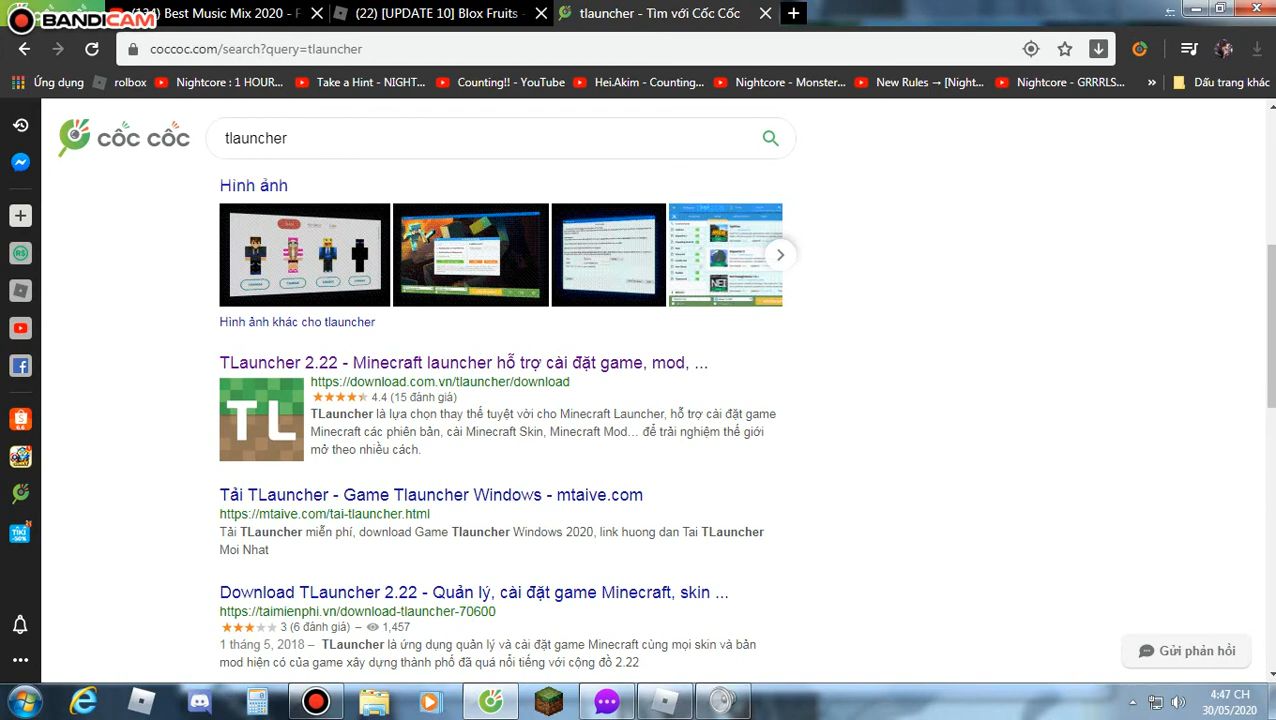 BANDICAM
Best Music Mix 2020 - F
(22) [UPDATE 10] Blox Fruits -
tlauncher - Tìm với Cốc Cốc
coccoc.com/search?query=tlauncher
Ứng dụng
rolbox
Nightcore : 1 HOUR...
Take a Hint - NIGHT...
Counting!! - YouTube
Hei.Akim - Counting...
Nightcore - Monster...
New Rules → [Night...
Nightcore - GRRRLS...
»
Dấu trang khác
cốc cốc
tlauncher
Hình ảnh
Hình ảnh khác cho tlauncher
TLauncher 2.22 - Minecraft launcher hỗ trợ cài đặt game, mod, ...
https://download.com.vn/tlauncher/download
4.4 (15 đánh giá)
TL
TLauncher là lựa chọn thay thế tuyệt vời cho Minecraft Launcher, hỗ trợ cài đặt game
Minecraft các phiên bản, cài Minecraft Skin, Minecraft Mod... để trải nghiệm thế giới
mở theo nhiều cách.
Tải TLauncher - Game Tlauncher Windows - mtaive.com
https://mtaive.com/tai-tlauncher.html
Tải TLauncher miễn phí, download Game Tlauncher Windows 2020, link huong dan Tai TLauncher
Moi Nhat
Download TLauncher 2.22 - Quản lý, cài đặt game Minecraft, skin ...
https://taimienphi.vn/download-tlauncher-70600
3 (6 đánh giá) – 1,457
1 tháng 5, 2018 – TLauncher là ứng dụng quản lý và cài đặt game Minecraft cùng mọi skin và bản
mod hiện có của game xây dựng thành phố đã quá nổi tiếng với cộng đồ 2.22
Gửi phản hồi
4:47 CH
30/05/2020